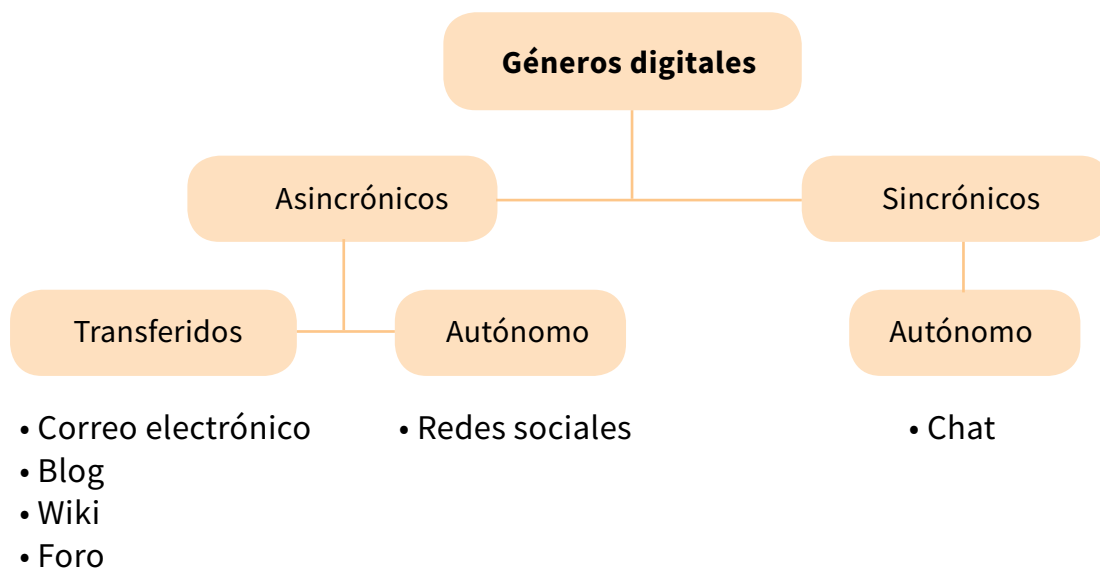 Géneros digitales
Asincrónicos
Sincrónicos
Transferidos
Autónomo
Autónomo
• Correo electrónico
• Blog
• Wiki
• Foro
• Redes sociales
• Chat